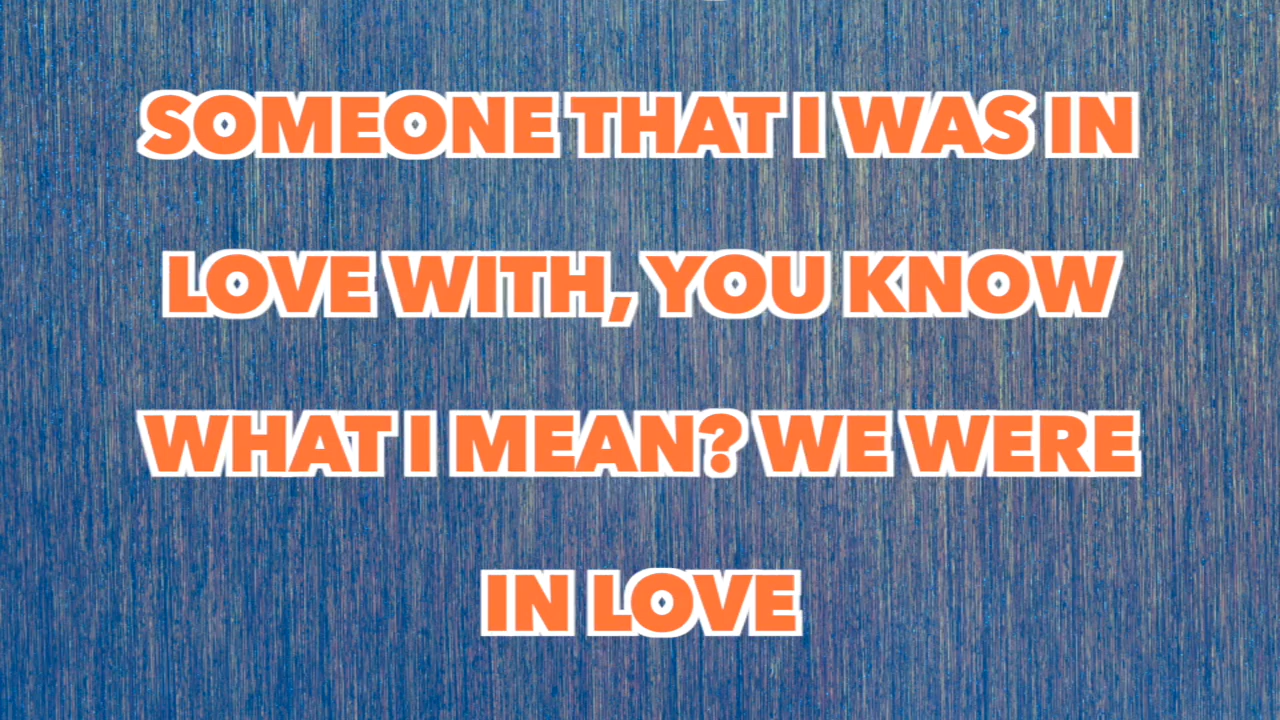 SOMEONE THAT I WAS IN
LOVE WITH, YOU KNOW
WHAT I MEAN? WE WERE
IN LOVE